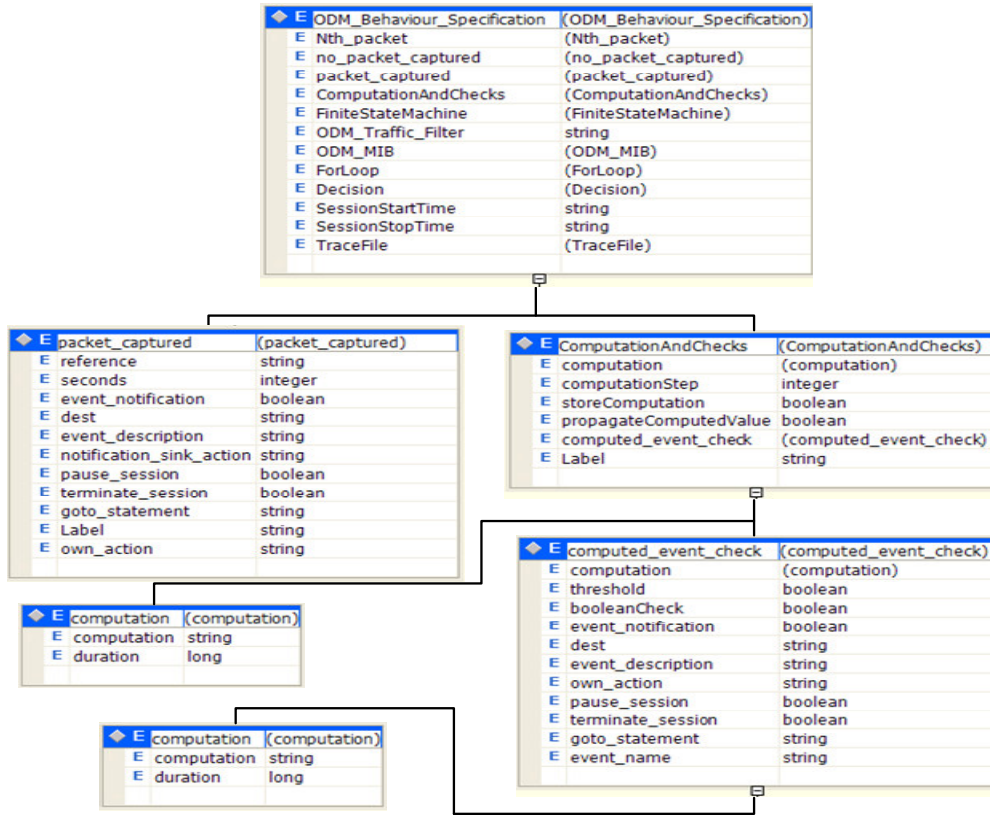 E ODM_Behaviour_Specification (ODM_Behaviour_Specification)
E Nth_packet (Nth_packet)
E no_packet_captured (no_packet_captured)
E packet_captured (packet_captured)
E ComputationAndChecks (ComputationAndChecks)
E FiniteStateMachine (FiniteStateMachine)
E ODM_Traffic_Filter string
E ODM_MIB (ODM_MIB)
E ForLoop (ForLoop)
E Decision (Decision)
E SessionStartTime string
E SessionStopTime string
E TraceFile (TraceFile)
E packet_captured (packet_captured)
E reference string
E seconds integer
E event_notification boolean
E dest string
E event_description string
E notification_sink_action string
E pause_session boolean
E terminate_session boolean
E goto_statement string
E Label string
E own_action string
E ComputationAndChecks (ComputationAndChecks)
E computation (computation)
E computationStep integer
E storeComputation boolean
E propagateComputedValue boolean
E computed_event_check (computed_event_check)
E Label string
E computation (computation)
E computation string
E duration long
E computed_event_check (computed_event_check)
E computation (computation)
E threshold boolean
E booleanCheck boolean
E event_notification boolean
E dest string
E event_description string
E own_action string
E pause_session boolean
E terminate_session boolean
E goto_statement string
E event_name string
E computation (computation)
E computation string
E duration long